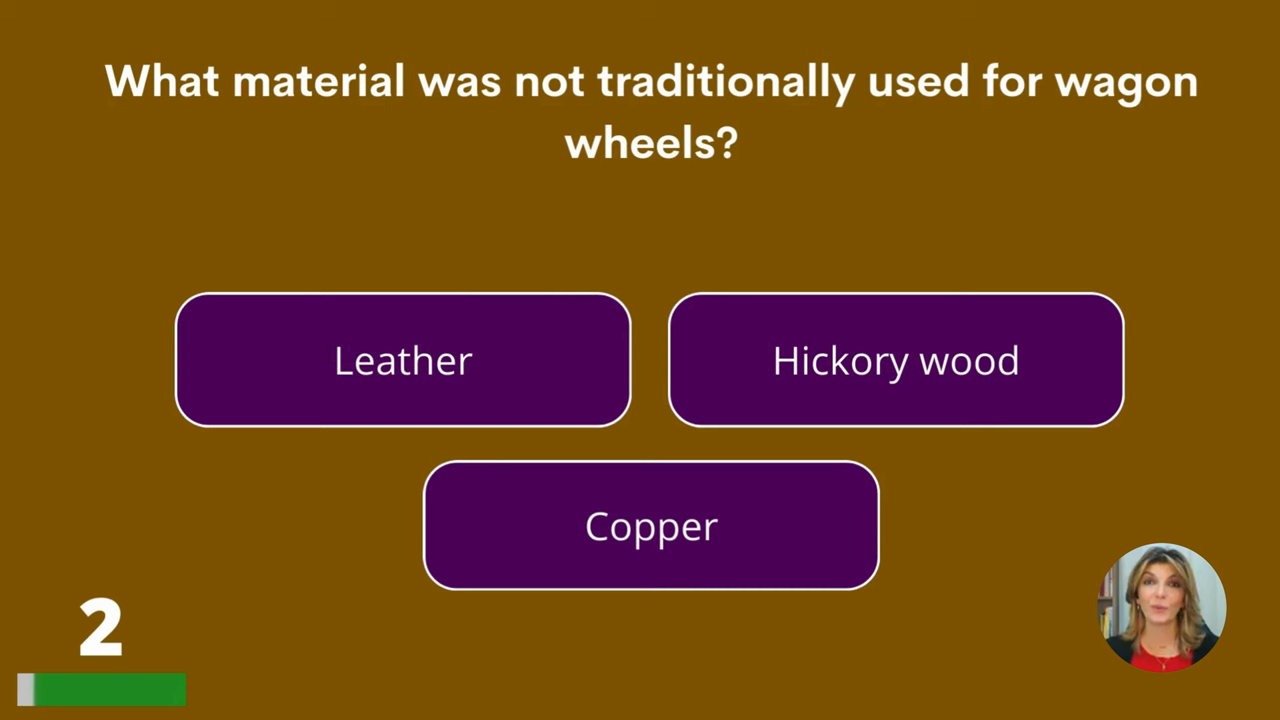 What material was not traditionally used for wagon
wheels?
Leather
Hickory wood
Copper
2